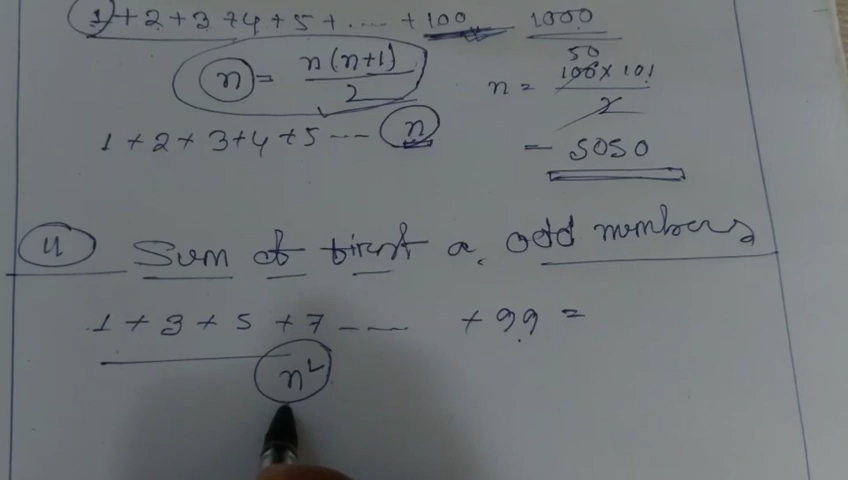 1 + 2 + 3 + 4 + 5 + .... + 100 1000
n = n(n+1) / 2
n = 50 100 x 101 / 2
1 + 2 + 3 + 4 + 5 --- n
= 5050
4 Sum of first n odd numbers
1 + 3 + 5 + 7 --- + 99 =
n²